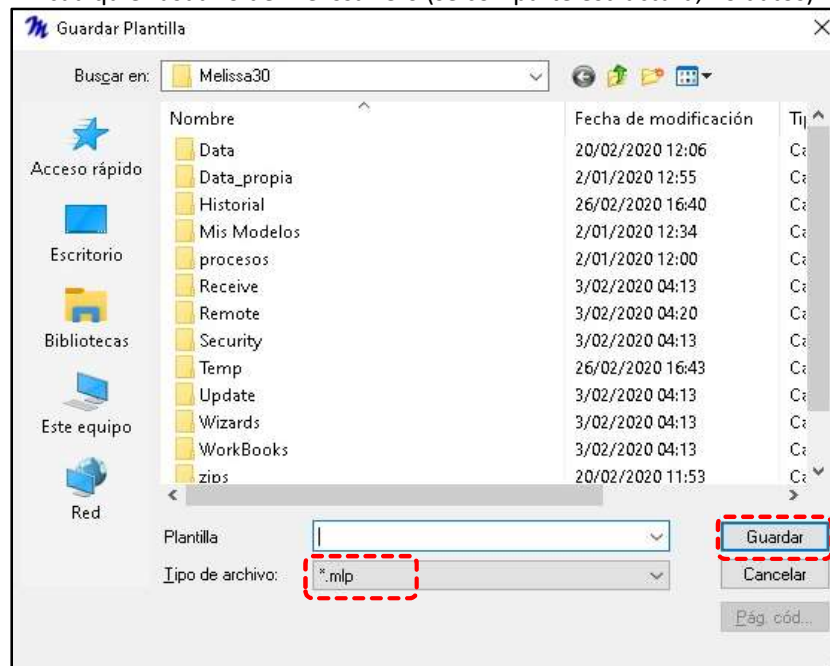 Guardar Plantilla
Buscar en: Melissa30
Nombre Fecha de modificación
Data 20/02/2020 12:06
Data_propia 2/01/2020 12:55
Historial 26/02/2020 16:40
Mis Modelos 2/01/2020 12:34
procesos 2/01/2020 12:00
Receive 3/02/2020 04:13
Remote 3/02/2020 04:20
Security 3/02/2020 04:13
Temp 26/02/2020 16:43
Update 3/02/2020 04:13
Wizards 3/02/2020 04:13
WorkBooks 3/02/2020 04:13
zips 20/02/2020 11:53
Acceso rápido
Escritorio
Bibliotecas
Este equipo
Red
Plantilla Guardar
Tipo de archivo: *.mlp Cancelar
Pág. cód...